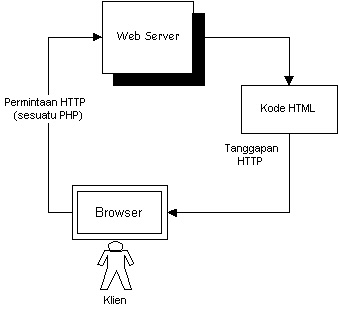 Web Server
Permintaan HTTP
(sesuatu PHP)
Kode HTML
Tanggapan
HTTP
Browser
Klien